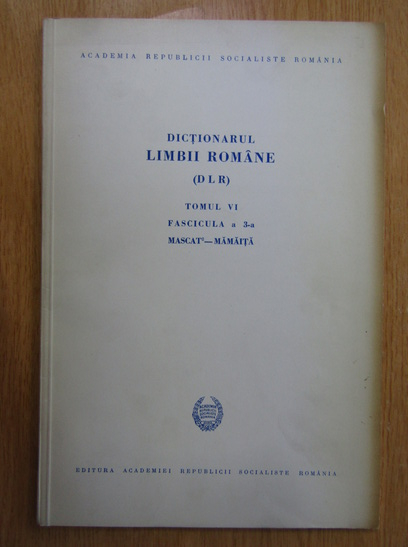 ACADEMIA REPUBLICII SOCIALISTE ROMÂNIA
DICȚIONARUL
LIMBII ROMÂNE
(DLR)
TOMUL VI
FASCICULA a 3-a
MASCAT²—MĂMĂIȚĂ
EDITURA ACADEMIEI REPUBLICII SOCIALISTE ROMÂNIA